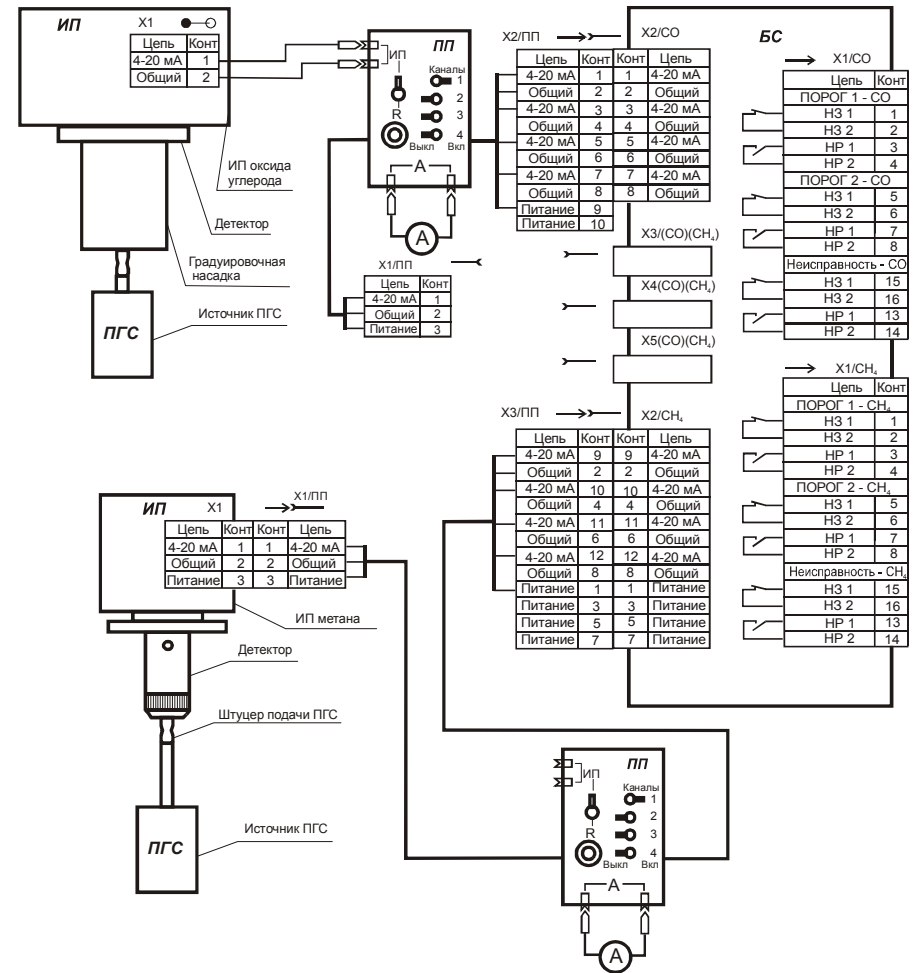 ИП
X1
Цепь Конт
4-20 мА 1
Общий 2
ИП оксида
углерода
Детектор
Градуировочная
насадка
Источник ПГС
ПГС
ПП
ИП
Каналы
1
2
3
4
R
Выкл Вкл
А
А
X1/ПП
Цепь Конт
4-20 мА 1
Общий 2
Питание 3
X2/ПП X2/СО
Цепь Конт Конт Цепь
4-20 мА 1 1 4-20 мА
Общий 2 2 Общий
4-20 мА 3 3 4-20 мА
Общий 4 4 Общий
4-20 мА 5 5 4-20 мА
Общий 6 6 Общий
4-20 мА 7 7 4-20 мА
Общий 8 8 Общий
Питание 9
Питание 10
X3/(СО)(СН₄)
X4(СО)(СН₄)
X5(СО)(СН₄)
БС
X1/СО
Цепь Конт
ПОРОГ 1 - СО
НЗ 1 1
НЗ 2 2
НР 1 3
НР 2 4
ПОРОГ 2 - СО
НЗ 1 5
НЗ 2 6
НР 1 7
НР 2 8
Неисправность - СО
НЗ 1 15
НЗ 2 16
НР 1 13
НР 2 14
X1/СН₄
Цепь Конт
ПОРОГ 1 - СН₄
НЗ 1 1
НЗ 2 2
НР 1 3
НР 2 4
ПОРОГ 2 - СН₄
НЗ 1 5
НЗ 2 6
НР 1 7
НР 2 8
Неисправность - СН₄
НЗ 1 15
НЗ 2 16
НР 1 13
НР 2 14
X3/ПП X2/СН₄
Цепь Конт Конт Цепь
4-20 мА 9 9 4-20 мА
Общий 2 2 Общий
4-20 мА 10 10 4-20 мА
Общий 4 4 Общий
4-20 мА 11 11 4-20 мА
Общий 6 6 Общий
4-20 мА 12 12 4-20 мА
Общий 8 8 Общий
Питание 1 1 Питание
Питание 3 3 Питание
Питание 5 5 Питание
Питание 7 7 Питание
ИП
X1 X1/ПП
Цепь Конт Конт Цепь
4-20 мА 1 1 4-20 мА
Общий 2 2 Общий
Питание 3 3 Питание
ИП метана
Детектор
Штуцер подачи ПГС
Источник ПГС
ПГС
ПП
ИП
Каналы
1
2
3
4
R
Выкл Вкл
А
А